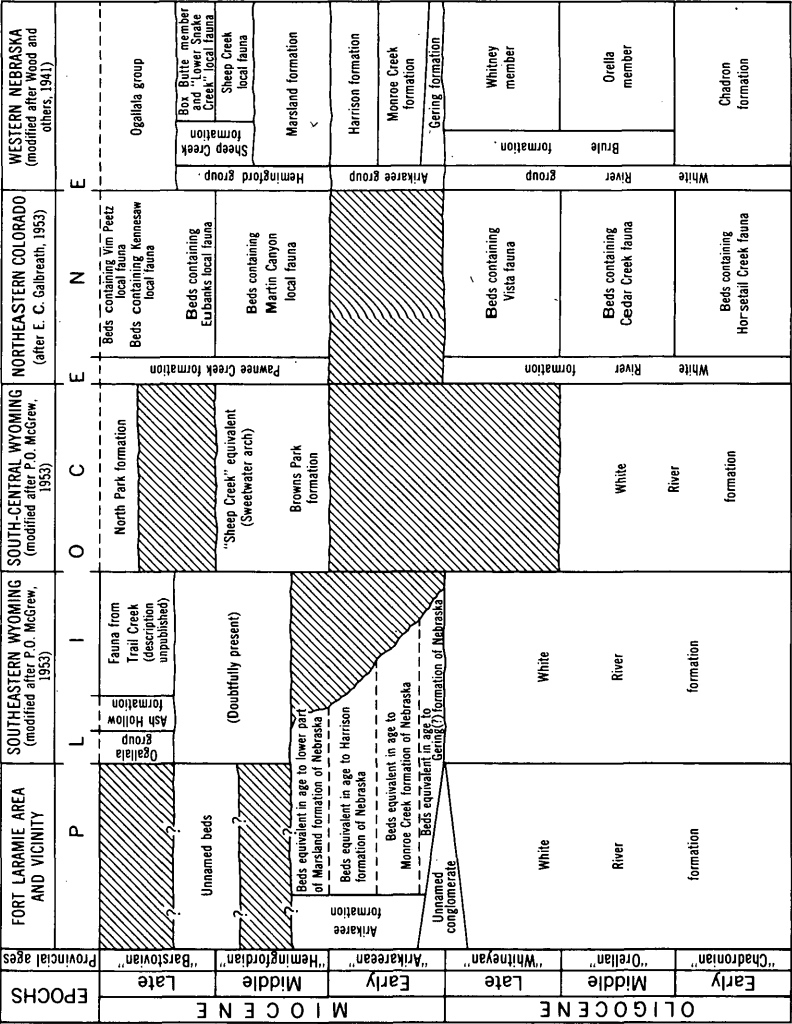 EPOCHS
Provincial ages
FORT LARAMIE AREA
AND VICINITY
SOUTHEASTERN WYOMING
(modified after P.O. McGrew,
1953)
SOUTH-CENTRAL WYOMING
(modified after P.O. McGrew,
1953)
NORTHEASTERN COLORADO
(after E. C. Galbreath, 1953)
WESTERN NEBRASKA
(modified after Wood and
others, 1941)
P L I O C E N E
MIOCENE
Late
"Barstovian"
Middle
"Hemingfordian"
Early
"Arikareean"
OLIGOCENE
Late
"Whitneyan"
Middle
"Orellan"
Early
"Chadronian"
?
?
Unnamed beds
?
?
?
?
Arikaree
formation
Beds equivalent in age to lower part
of Marsland formation of Nebraska
Beds equivalent in age to Harrison
formation of Nebraska
Beds equivalent in age to
Monroe Creek formation of Nebraska
Beds equivalent in age to
Gering(?) formation of Nebraska
Unnamed
conglomerate
White
River
formation
Ogallala
group
Ash Hollow
formation
Fauna from
Trail Creek
(description
unpublished)
(Doubtfully present)
White
River
formation
North Park formation
"Sheep Creek" equivalent
(Sweetwater arch)
Browns Park
formation
White
River
formation
Pawnee Creek formation
Beds containing Vim Peetz
local fauna
Beds containing Kennesaw
local fauna
Beds containing
Eubanks local fauna
Beds containing
Martin Canyon
local fauna
White River formation
Beds containing
Vista fauna
Beds containing
Cedar Creek fauna
Beds containing
Horsetail Creek fauna
Ogallala group
Hemingford group
Sheep Creek
formation
Box Butte member
and "Lower Snake
Creek" local fauna
Sheep Creek
local fauna
Marsland formation
Arikaree group
Harrison formation
Monroe Creek
formation
Gering formation
White River group
Brule formation
Whitney
member
Orella
member
Chadron
formation